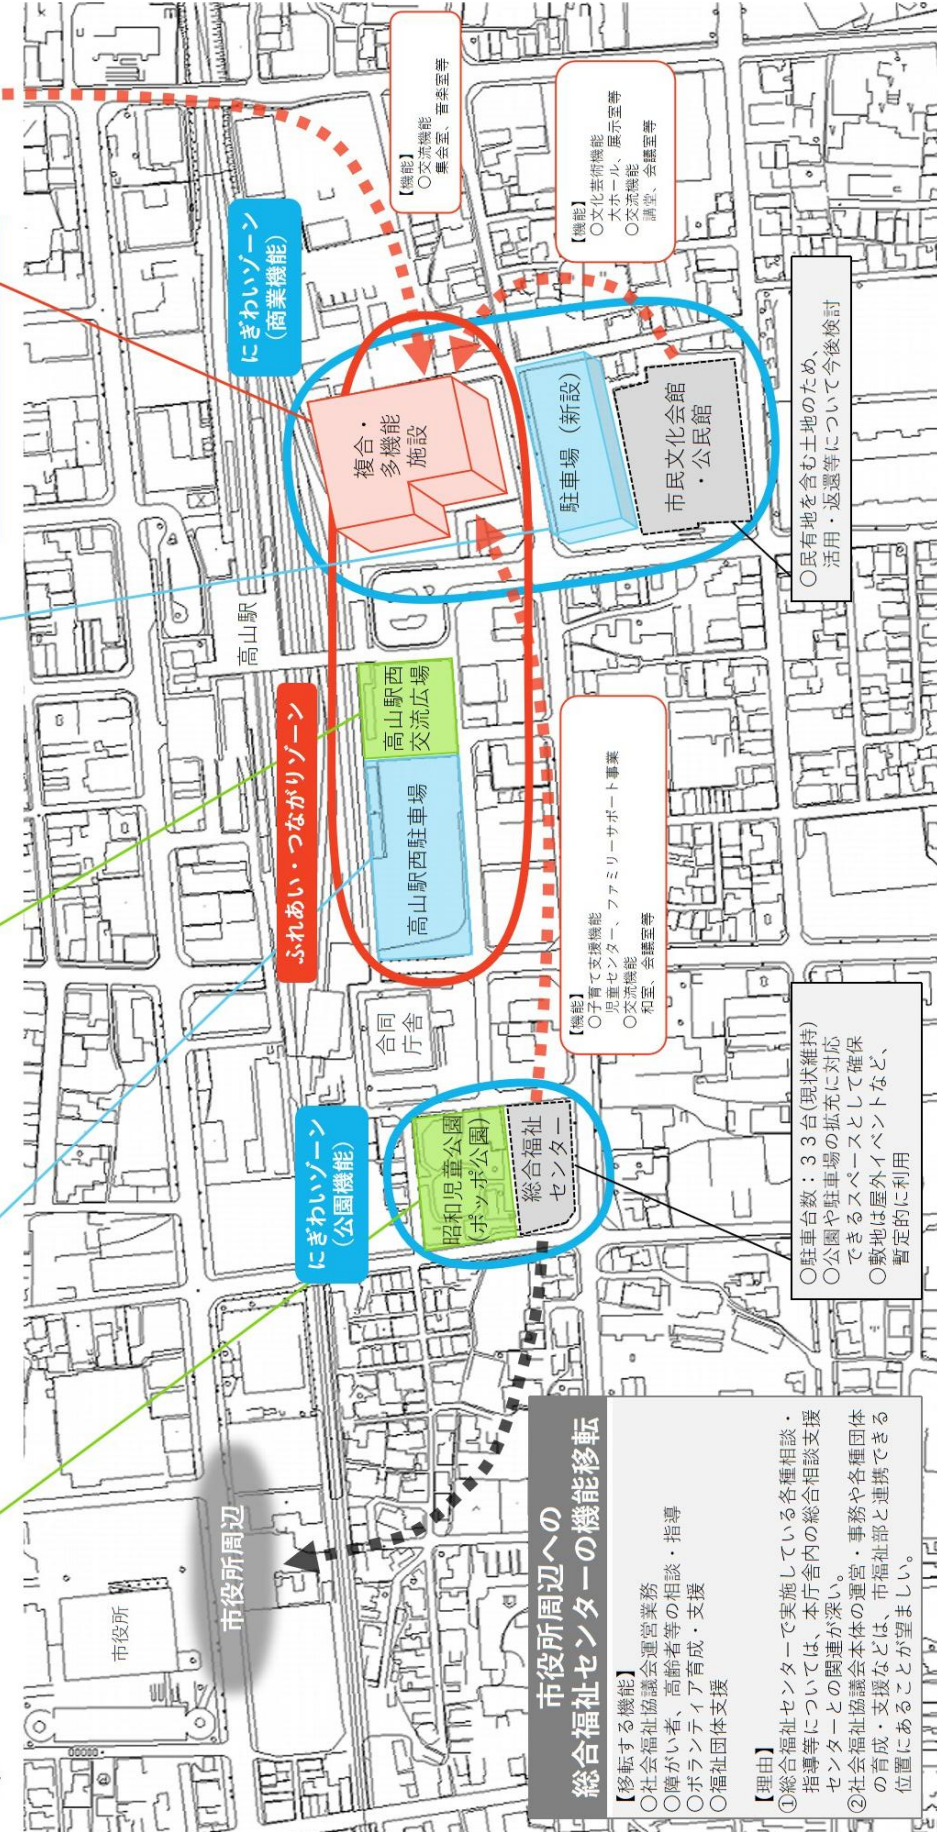 市役所
市役所周辺
市役所周辺への
総合福祉センターの機能移転
【移転する機能】
〇社会福祉協議会運営業務
〇障がい者、高齢者等の相談・指導
〇ボランティア育成・支援
〇福祉団体支援
【理由】
①総合福祉センターで実施している各種相談・
指導等については、本庁舎内の総合相談支援
センターとの関連が深い。
②社会福祉協議会本体の運営・事務や各種団体
の育成・支援などは、市福祉部と連携できる
位置にあることが望ましい。
にぎわいゾーン
（公園機能）
昭和児童公園
(ポッポ公園)
総合福祉
センター
〇駐車台数：３３台(現状維持)
〇公園や駐車場の拡充に対応
できるスペースとして確保
〇敷地は屋外イベントなど、
暫定的に利用
合同
庁舎
ふれあい・つながりゾーン
高山駅西駐車場
高山駅西
交流広場
【機能】
〇子育て支援機能
児童センター、ファミリーサポート事業
〇交流機能
和室、会議室等
高山駅
にぎわいゾーン
（商業機能）
複合・
多機能
施設
駐車場（新設）
市民文化会館
・公民館
〇民有地を含む土地のため、
活用・返還等について今後検討
【機能】
〇交流機能
集会室、音楽室等
【機能】
〇文化芸術機能
大ホール、展示室等
〇交流機能
講堂、会議室等